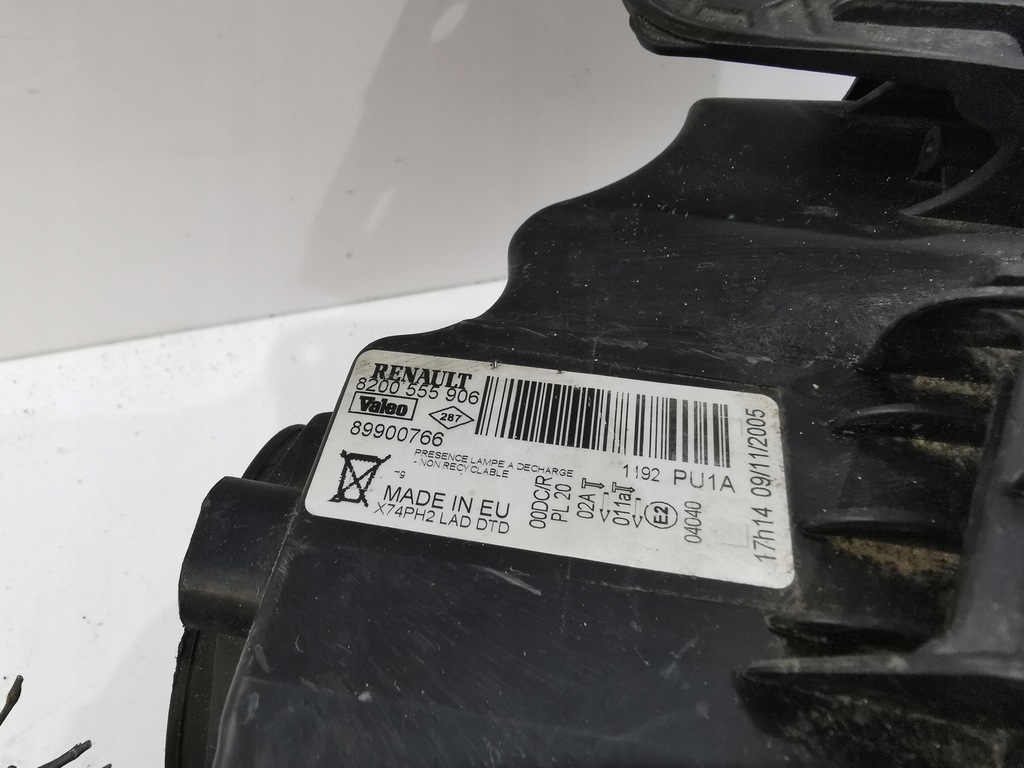 RENAULT
8200 555 906
Valeo
287
89900766
PRESENCE LAMPE A DECHARGE
- NON RECYCLABLE
79
MADE IN EU
X74PH2 LAD DTD
1192 PU1A
00DC/R
PL 20
02A
011a
E2
04040
17h14 09/11/2005